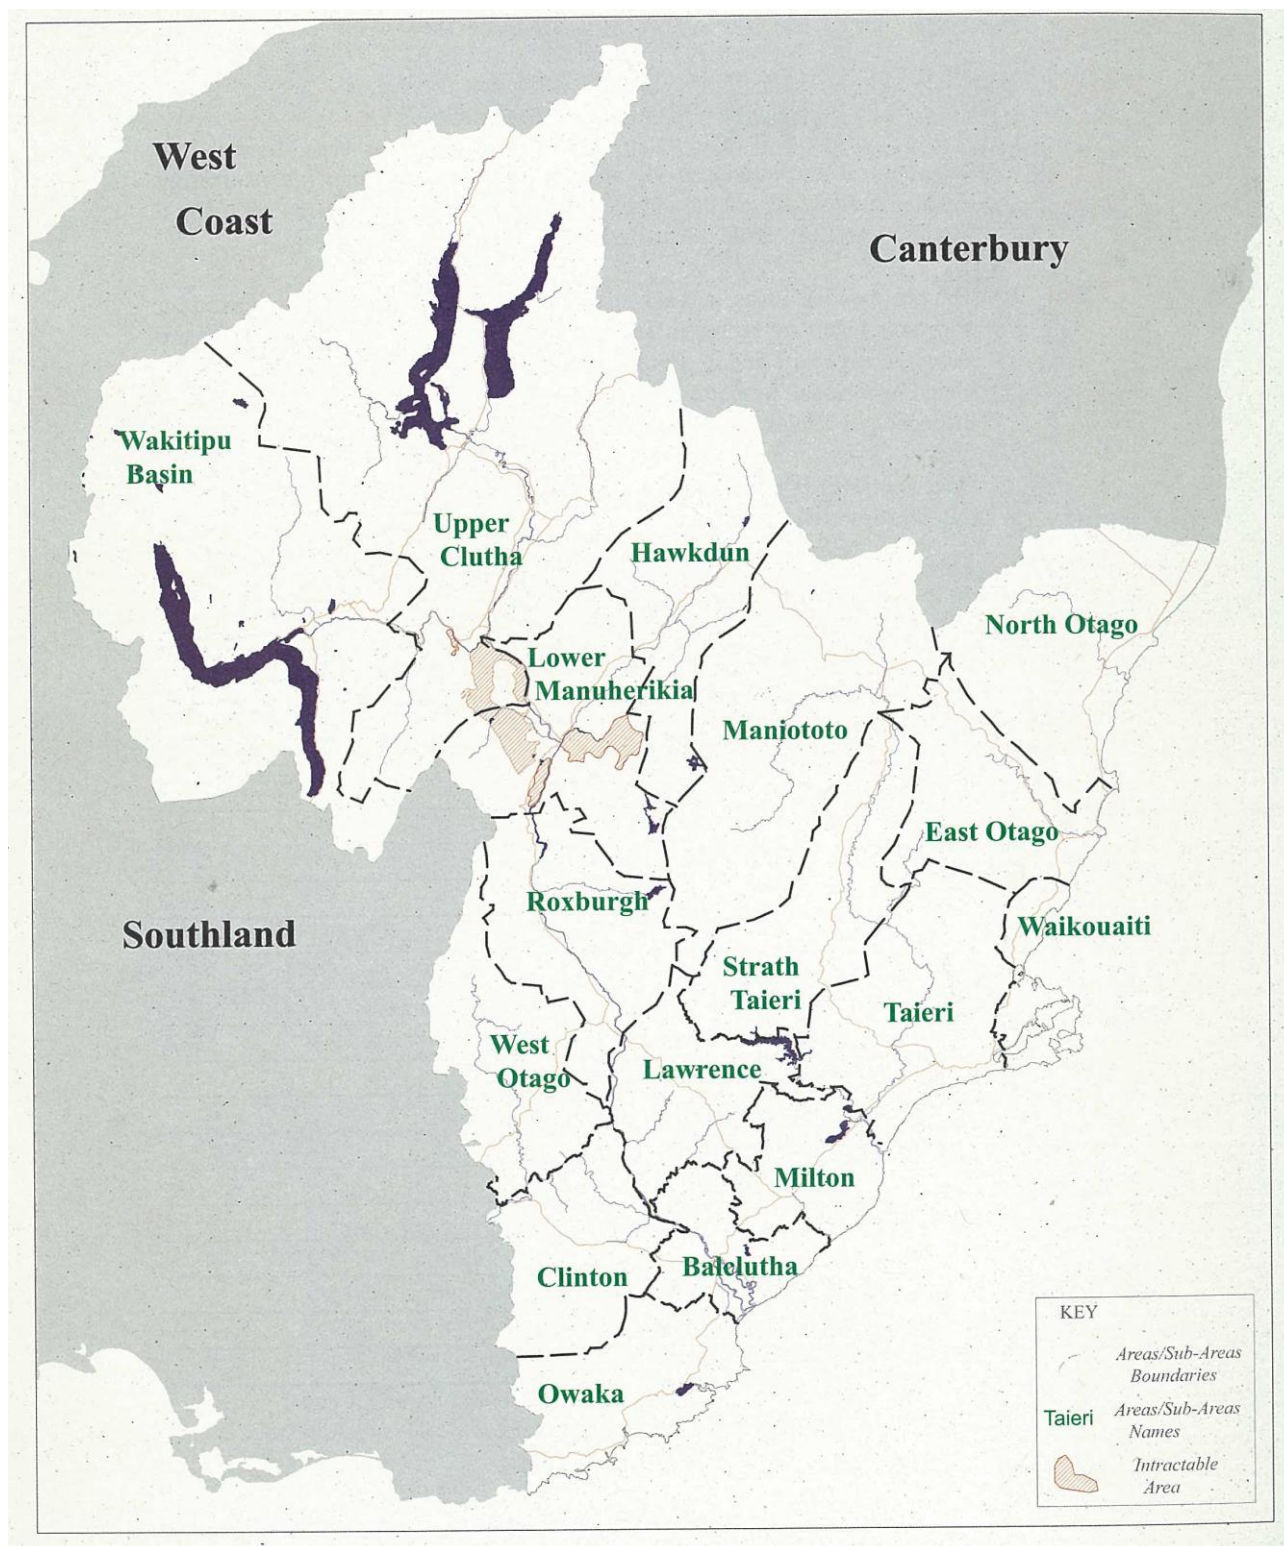 West
Coast
Canterbury
Wakitipu
Basin
Upper
Clutha
Hawkdun
North Otago
Lower
Manuherikia
Maniototo
East Otago
Roxburgh
Waikouaiti
Southland
Strath
Taieri
Taieri
West
Otago
Lawrence
Milton
Balclutha
Clinton
Owaka
KEY
Areas/Sub-Areas
Boundaries
Taieri
Areas/Sub-Areas
Names
Intractable
Area